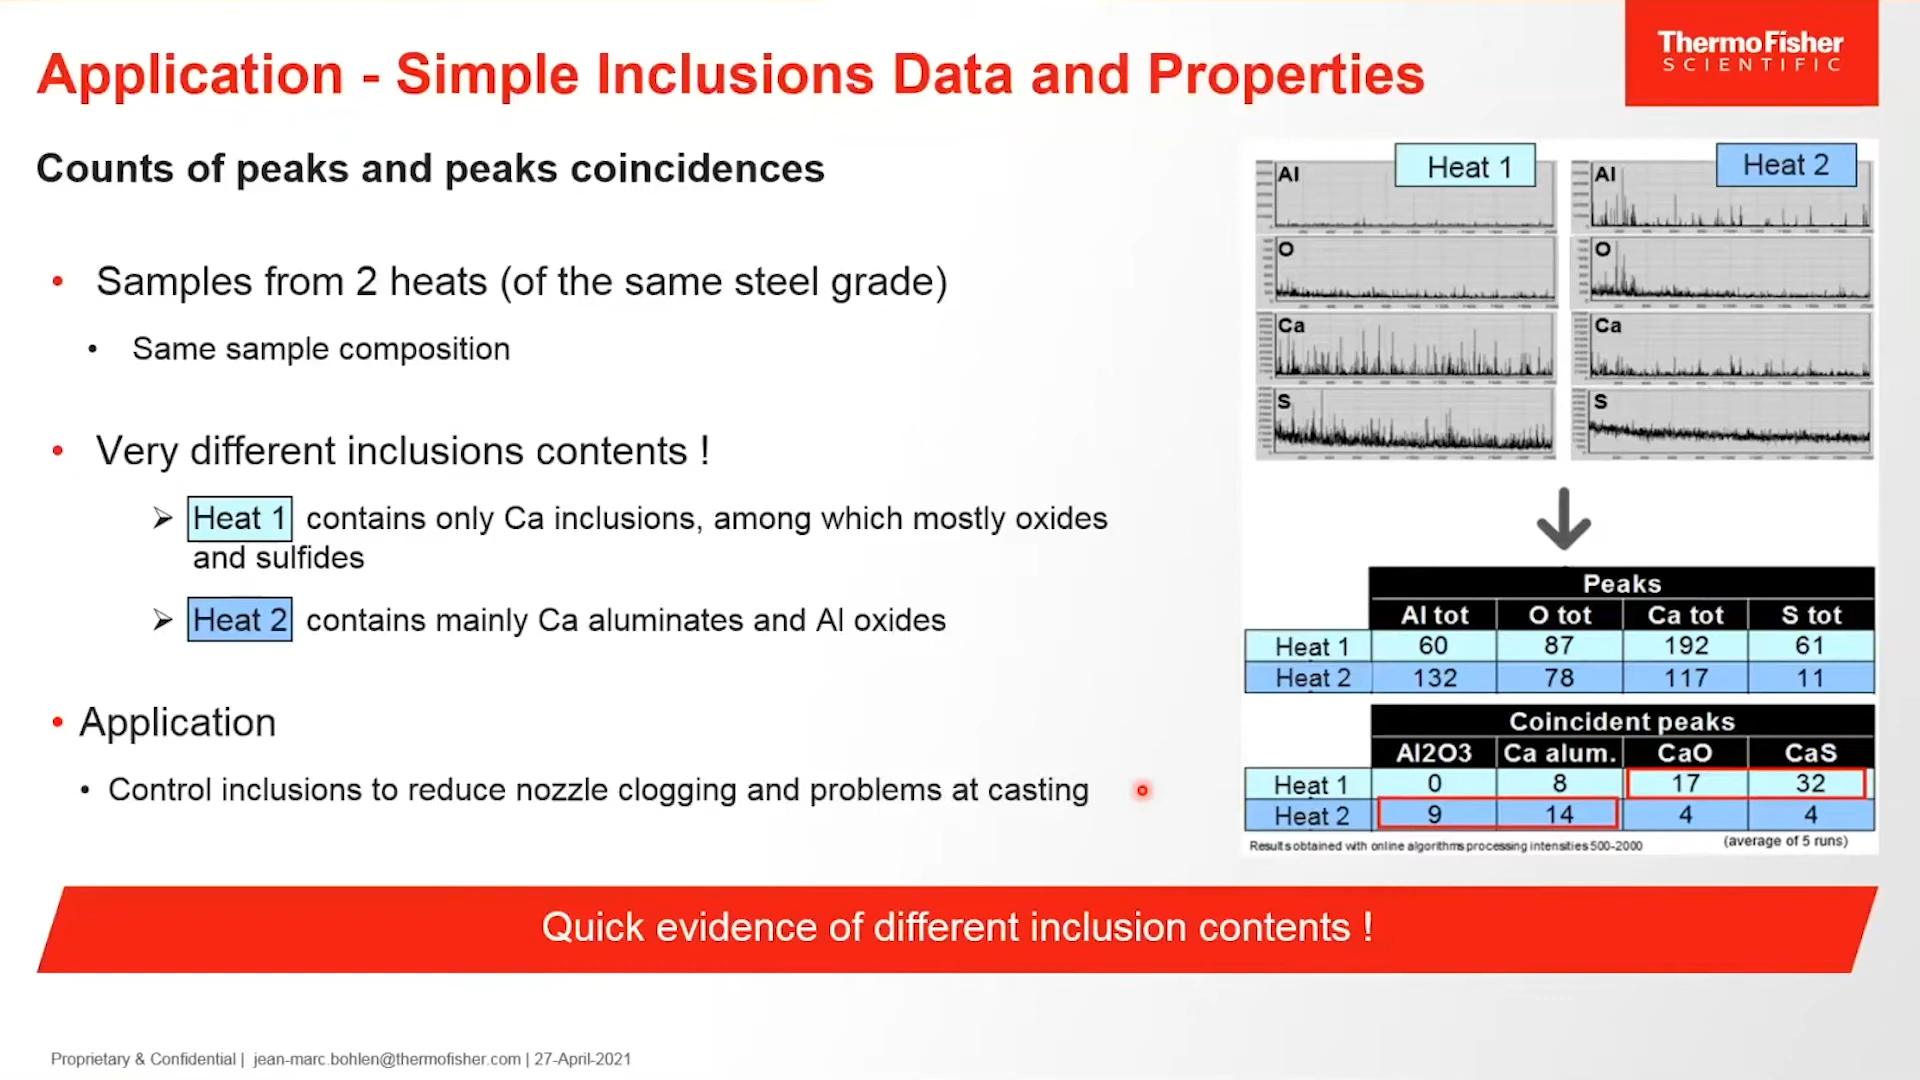 Application - Simple Inclusions Data and Properties
ThermoFisher
SCIENTIFIC
Counts of peaks and peaks coincidences
• Samples from 2 heats (of the same steel grade)
• Same sample composition
• Very different inclusions contents !
➢ Heat 1 contains only Ca inclusions, among which mostly oxides
and sulfides
➢ Heat 2 contains mainly Ca aluminates and Al oxides
• Application
• Control inclusions to reduce nozzle clogging and problems at casting
Heat 1 Heat 2
Al Al
O O
Ca Ca
S S
Peaks
Al tot O tot Ca tot S tot
Heat 1 60 87 192 61
Heat 2 132 78 117 11
Coincident peaks
Al2O3 Ca alum. CaO CaS
Heat 1 0 8 17 32
Heat 2 9 14 4 4
Results obtained with online algorithms processing intensities 500-2000 (average of 5 runs)
Quick evidence of different inclusion contents !
Proprietary & Confidential | jean-marc.bohlen@thermofisher.com | 27-April-2021